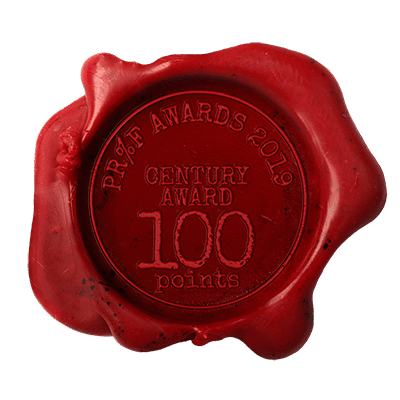 PR%F AWARDS 2019
CENTURY
AWARD
100
points